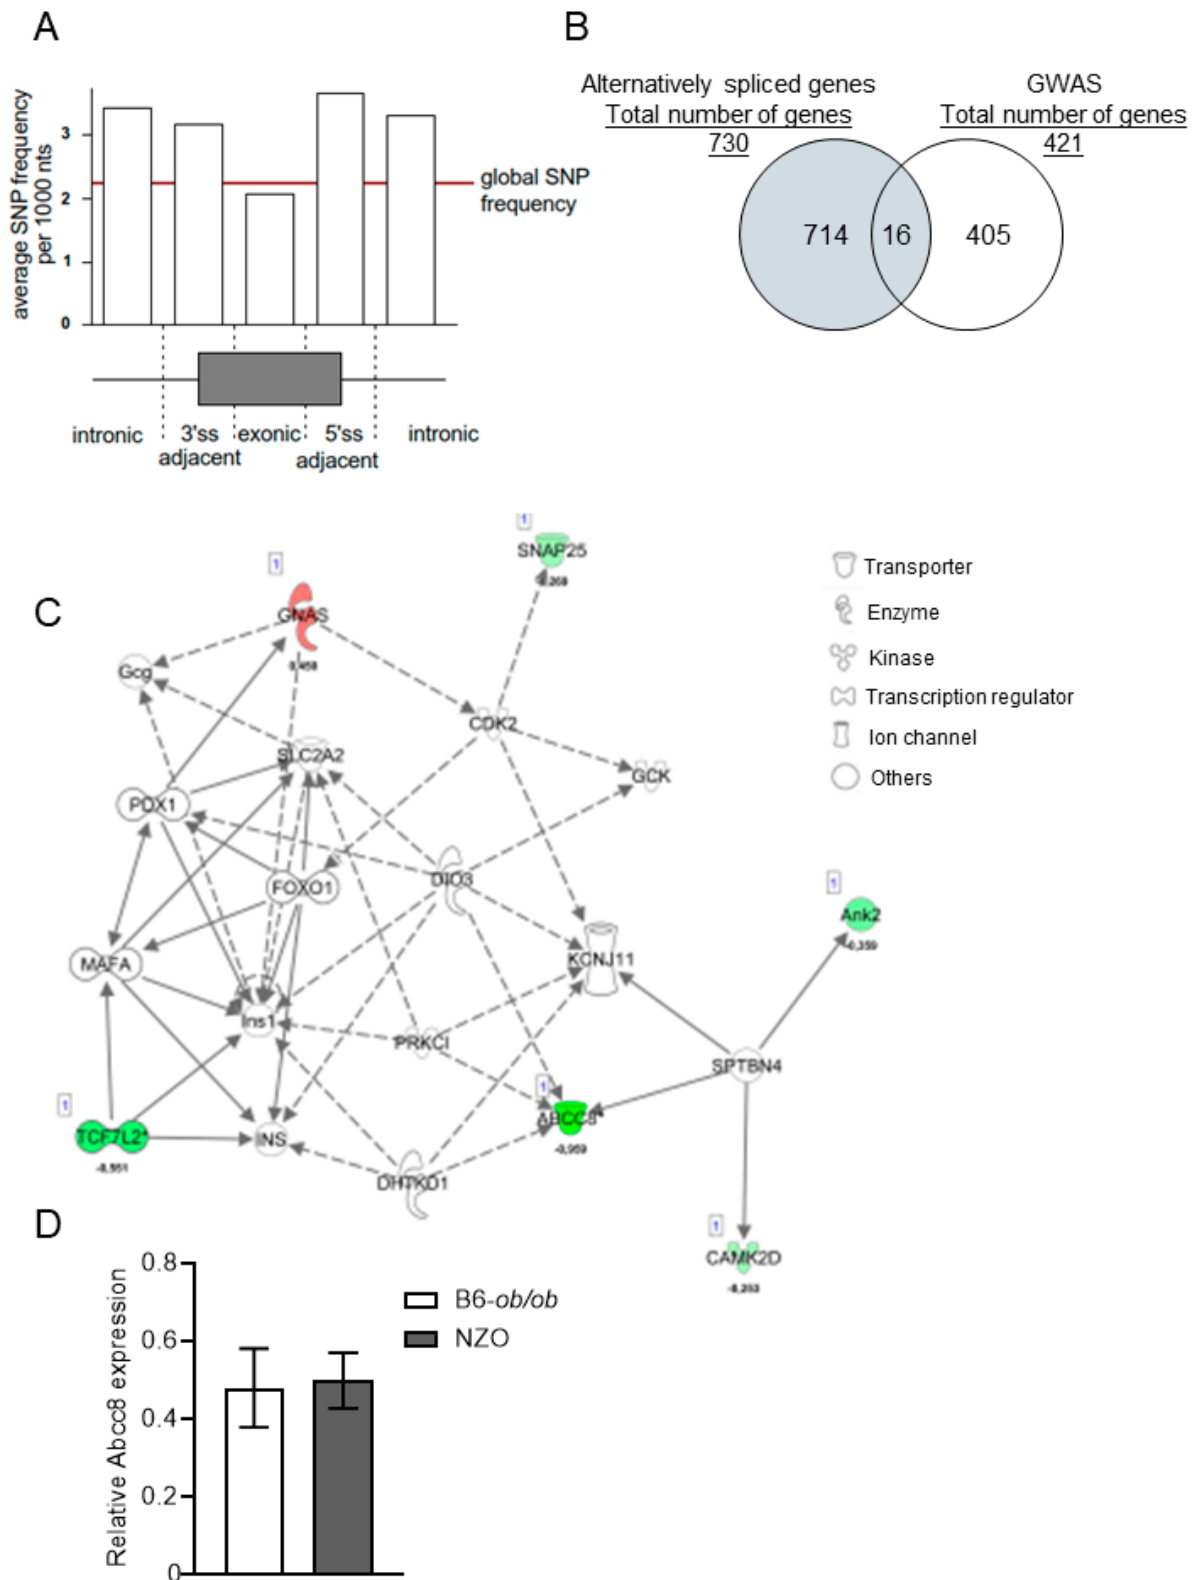 A
average SNP frequency
per 1000 nts
3
2
1
0
global SNP
frequency
intronic
3'ss
adjacent
exonic
5'ss
adjacent
intronic
B
Alternatively spliced genes
Total number of genes
730
GWAS
Total number of genes
421
714
16
405
C
1
SNAP25
1
GNAS
Gcg
CDK2
SLC2A2
GCK
PDX1
FOXO1
DIO3
1
Ank2
-0,359
MAFA
KCNJ11
Ins1
PRKCI
SPTBN4
1
TCF7L2*
INS
1
ABCC8*
-0,959
DHTKD1
1
CAMK2D
Transporter
Enzyme
Kinase
Transcription regulator
Ion channel
Others
D
Relative Abcc8 expression
0.8
0.6
0.4
0.2
0
B6-ob/ob
NZO